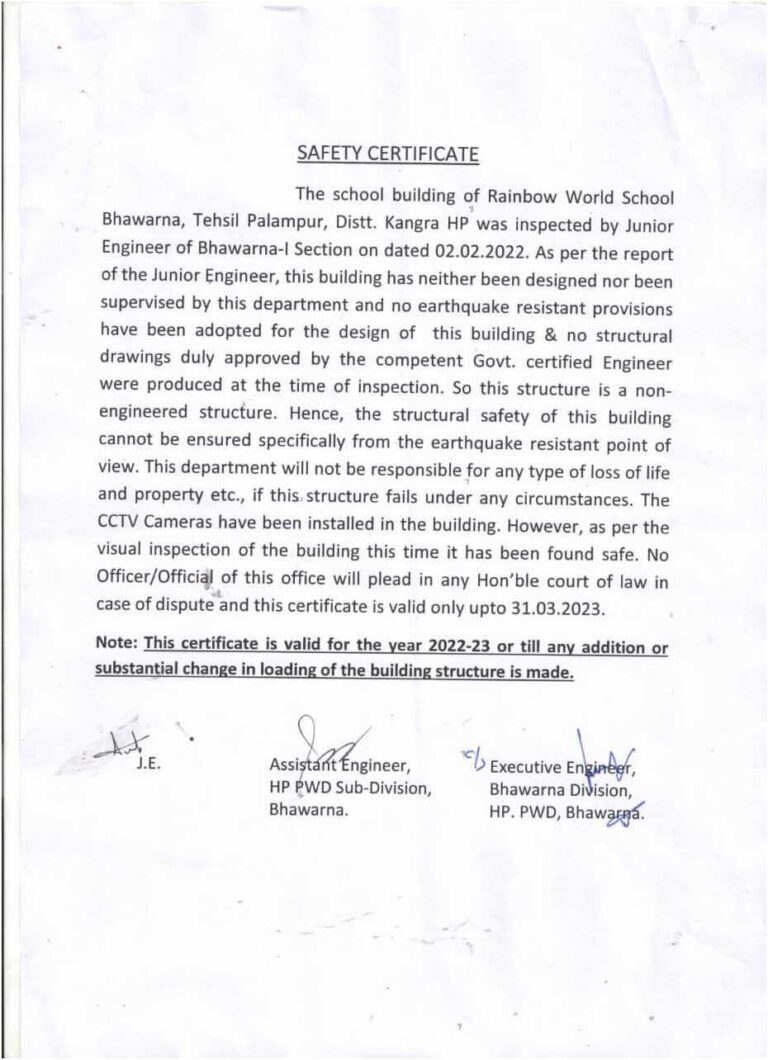 SAFETY CERTIFICATE
The school building of Rainbow World School
Bhawarna, Tehsil Palampur, Distt. Kangra HP was inspected by Junior
Engineer of Bhawarna-I Section on dated 02.02.2022. As per the report
of the Junior Engineer, this building has neither been designed nor been
supervised by this department and no earthquake resistant provisions
have been adopted for the design of this building & no structural
drawings duly approved by the competent Govt. certified Engineer
were produced at the time of inspection. So this structure is a non-
engineered structure. Hence, the structural safety of this building
cannot be ensured specifically from the earthquake resistant point of
view. This department will not be responsible for any type of loss of life
and property etc., if this structure fails under any circumstances. The
CCTV Cameras have been installed in the building. However, as per the
visual inspection of the building this time it has been found safe. No
Officer/Official of this office will plead in any Hon'ble court of law in
case of dispute and this certificate is valid only upto 31.03.2023.
Note: This certificate is valid for the year 2022-23 or till any addition or
substantial change in loading of the building structure is made.
J.E.
Assistant Engineer,
HP PWD Sub-Division,
Bhawarna.
Executive Engineer,
Bhawarna Division,
HP. PWD, Bhawarna.